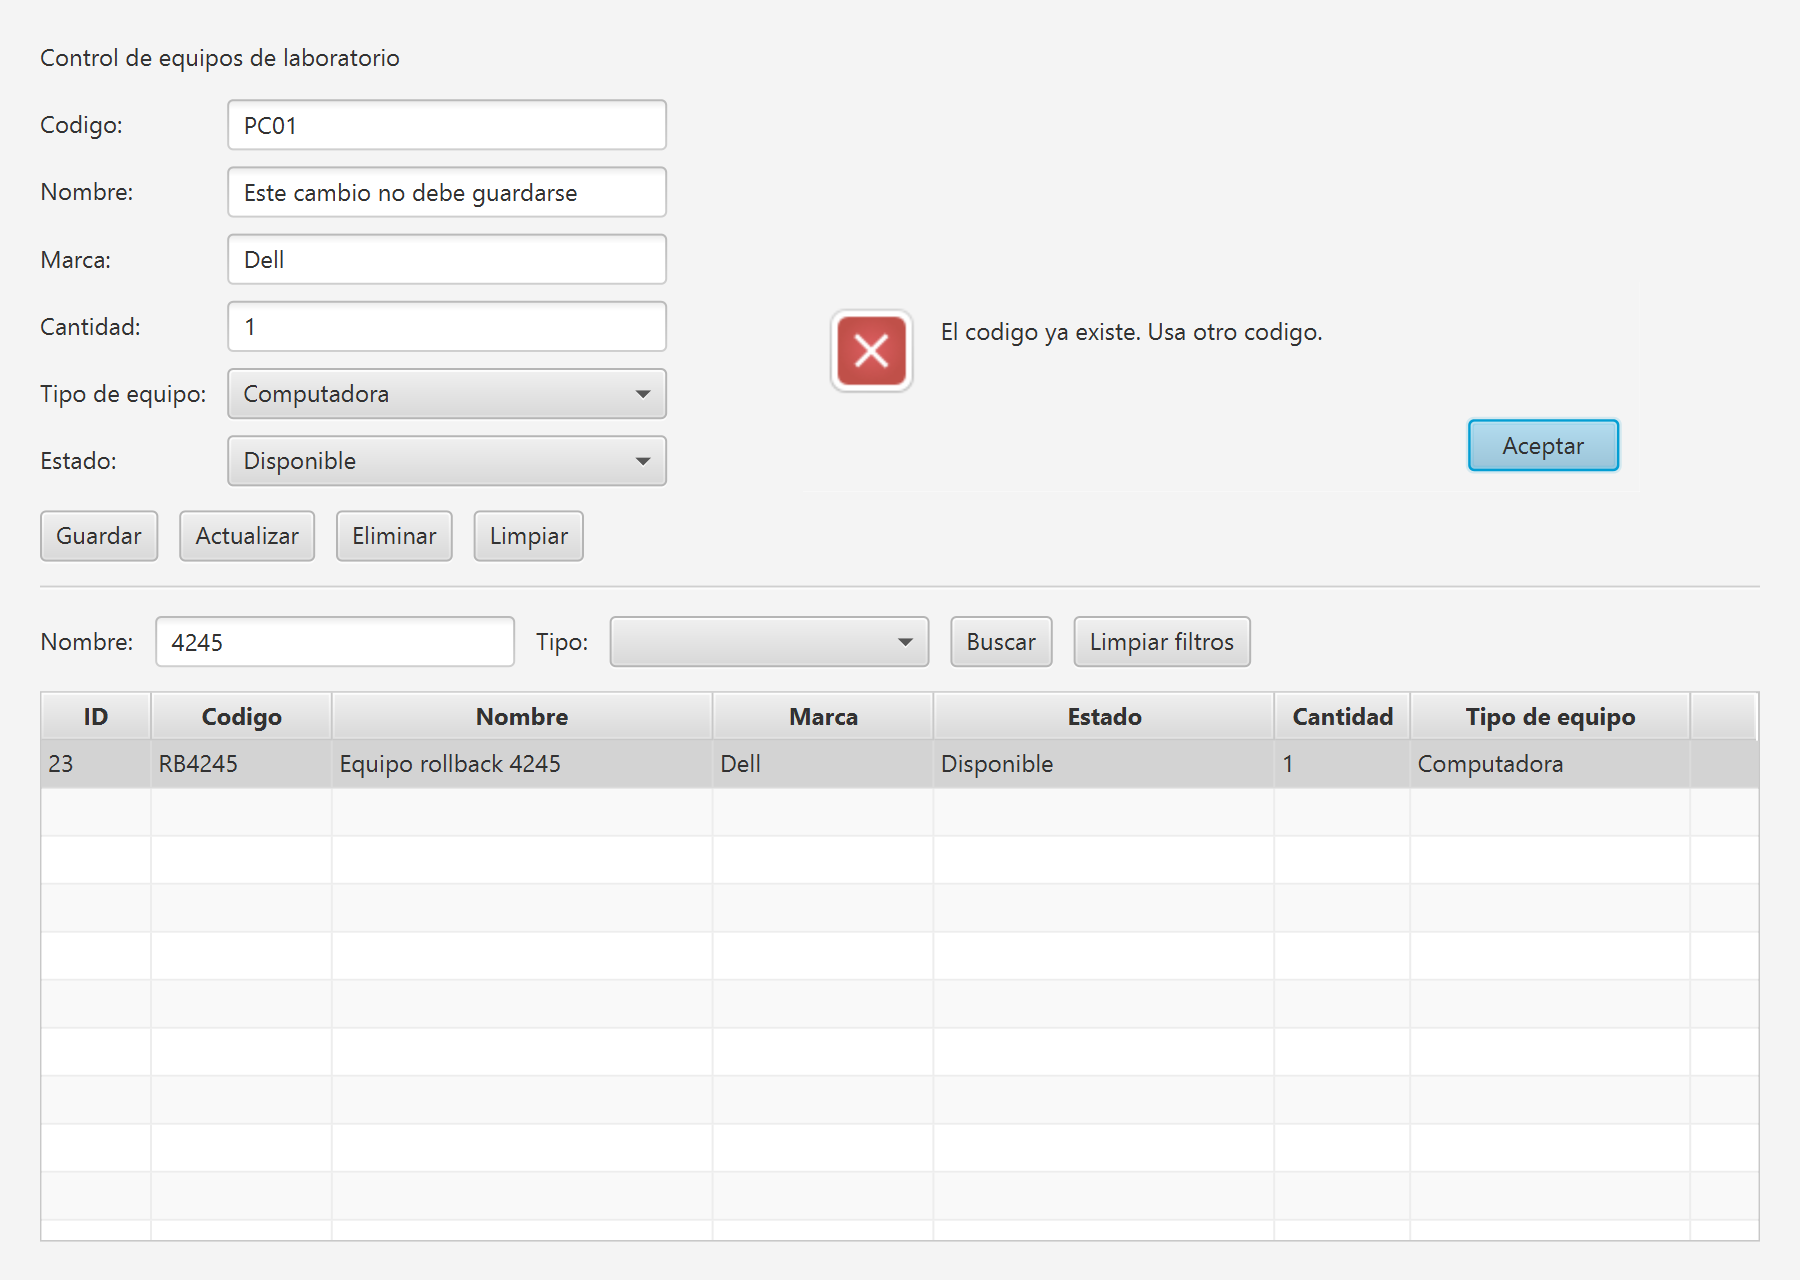 Control de equipos de laboratorio
Codigo: PC01
Nombre: Este cambio no debe guardarse
Marca: Dell
Cantidad: 1
Tipo de equipo: Computadora
Estado: Disponible
El codigo ya existe. Usa otro codigo.
Aceptar
Guardar Actualizar Eliminar Limpiar
Nombre: 4245 Tipo: Buscar Limpiar filtros
ID Codigo Nombre Marca Estado Cantidad Tipo de equipo
23 RB4245 Equipo rollback 4245 Dell Disponible 1 Computadora